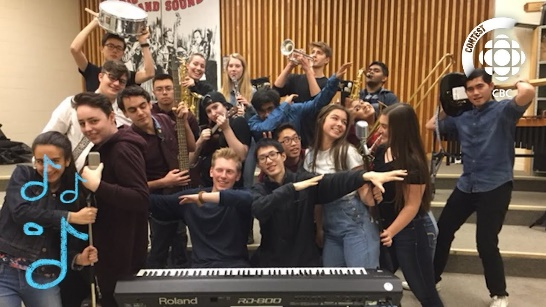 AND SOUND
CONTEST
CBC
Roland
RD-800